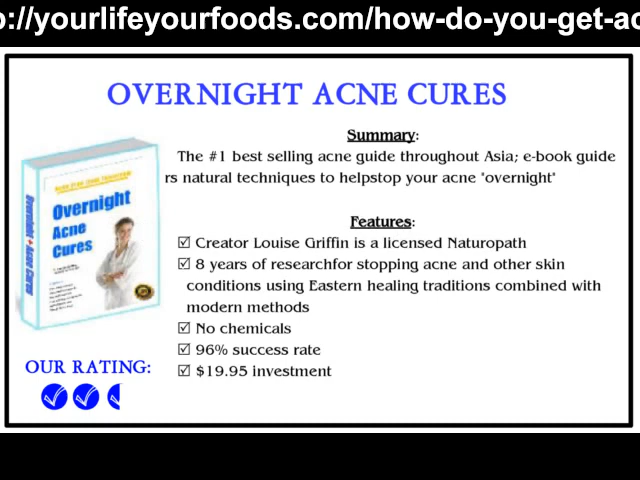 o://yourlifeyourfoods.com/how-do-you-get-ac
OVERNIGHT ACNE CURES
Summary:
The #1 best selling acne guide throughout Asia; e-book guide
rs natural techniques to helpstop your acne "overnight"
Features:
☑ Creator Louise Griffin is a licensed Naturopath
☑ 8 years of researchfor stopping acne and other skin
conditions using Eastern healing traditions combined with
modern methods
☑ No chemicals
☑ 96% success rate
☑ $19.95 investment
Overnight
Acne
Cures
Overnight Acne Cures
OUR RATING: